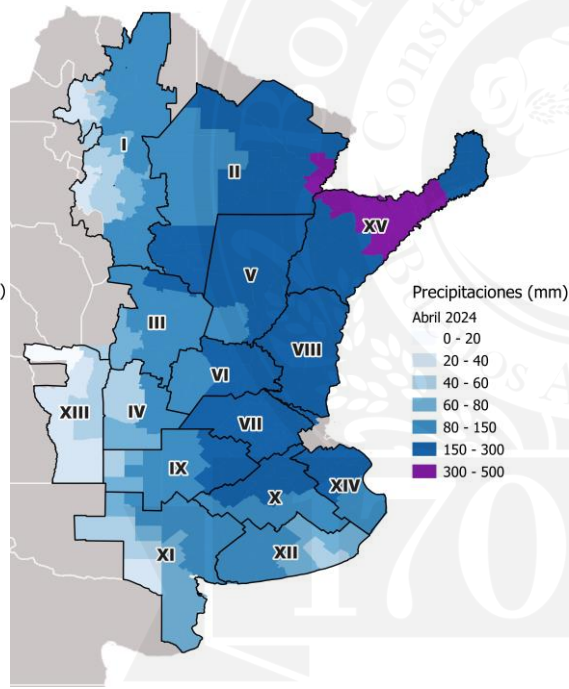 I
II
XV
V
)
III
Precipitaciones (mm)
Abril 2024
0 - 20
20 - 40
40 - 60
60 - 80
80 - 150
150 - 300
300 - 500
VIII
VI
XIII
IV
VII
IX
XIV
X
XI
XII
170